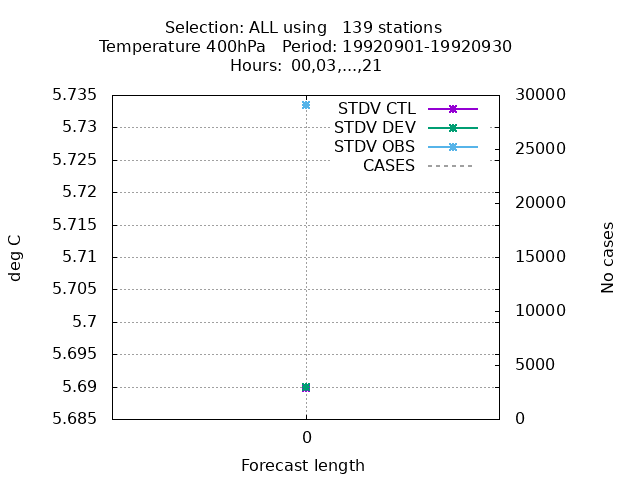 Selection: ALL using   139 stations
Temperature 400hPa   Period: 19920901-19920930
Hours:  00,03,...,21
5.735
5.73
5.725
5.72
5.715
5.71
5.705
5.7
5.695
5.69
5.685
deg C
STDV CTL
STDV DEV
STDV OBS
CASES
30000
25000
20000
15000
10000
5000
0
No cases
0
Forecast length